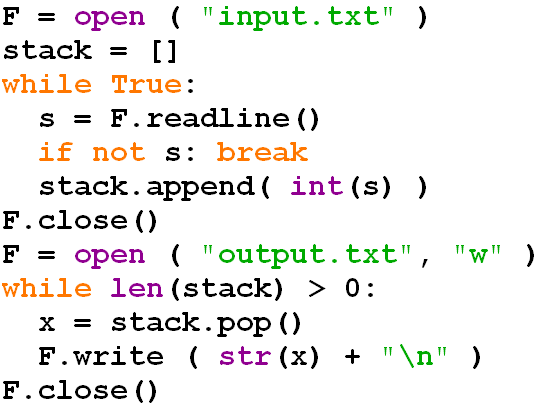 F = open ( "input.txt" )
stack = []
while True:
  s = F.readline()
  if not s: break
  stack.append( int(s) )
F.close()
F = open ( "output.txt", "w" )
while len(stack) > 0:
  x = stack.pop()
  F.write ( str(x) + "\n" )
F.close()